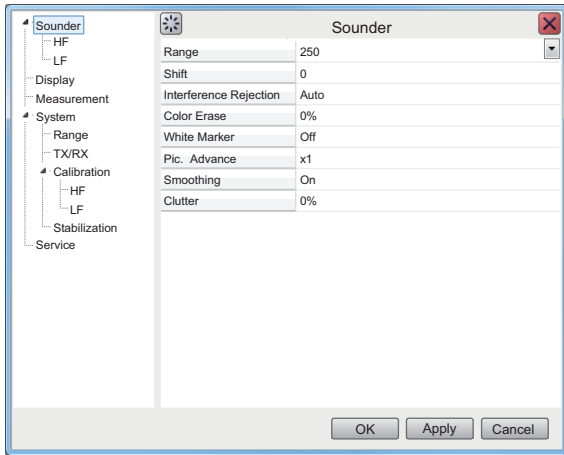 Sounder
HF
LF
Display
Measurement
System
Range
TX/RX
Calibration
HF
LF
Stabilization
Service
Sounder
Range 250
Shift 0
Interference Rejection Auto
Color Erase 0%
White Marker Off
Pic. Advance x1
Smoothing On
Clutter 0%
OK Apply Cancel